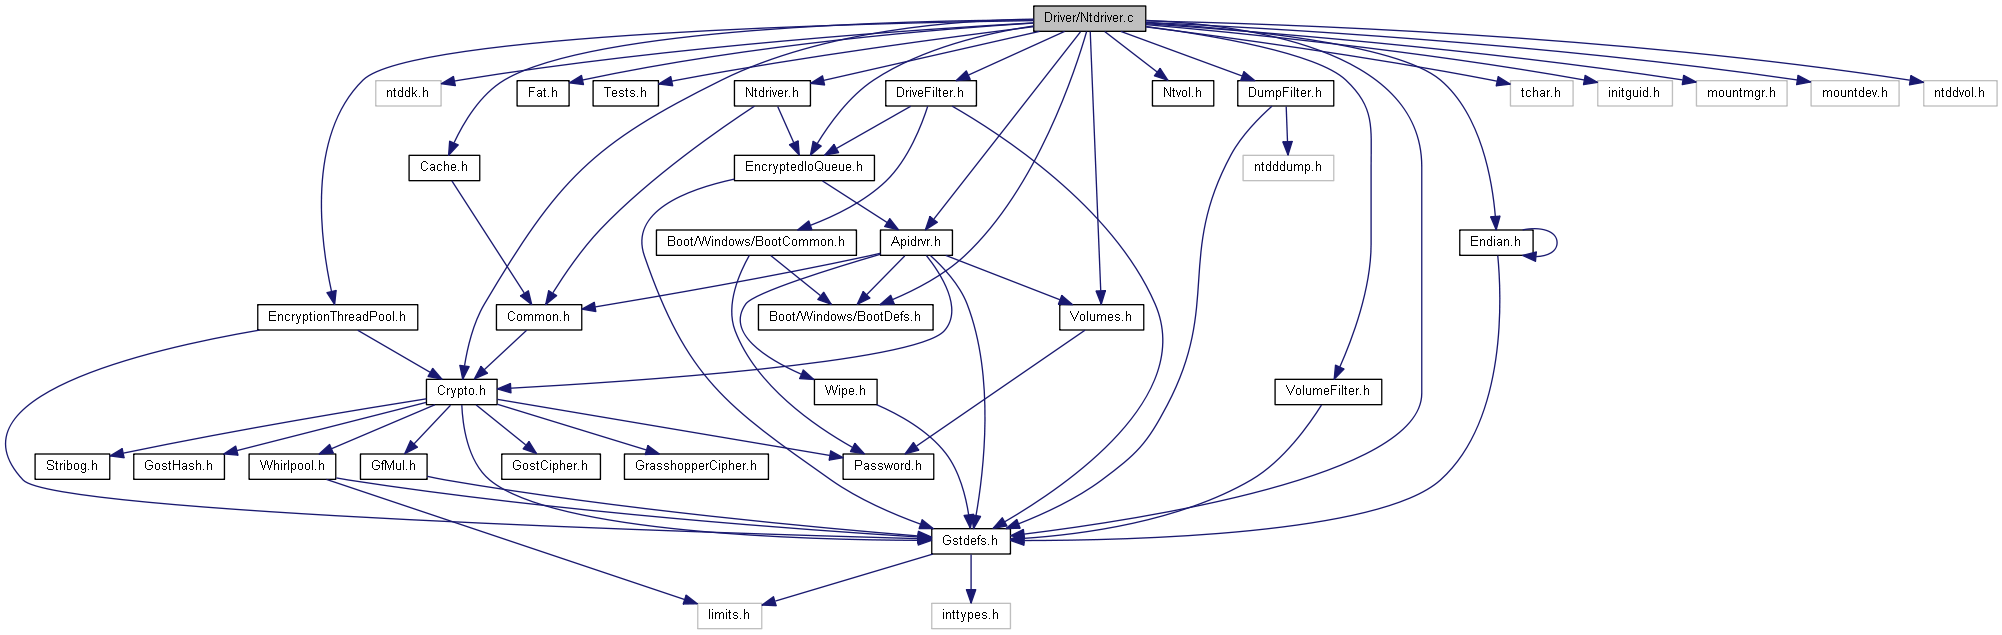 Driver/Ntdriver.c
ntddk.h
Fat.h
Tests.h
Ntdriver.h
DriveFilter.h
Ntvol.h
DumpFilter.h
tchar.h
initguid.h
mountmgr.h
mountdev.h
ntddvol.h
Cache.h
EncryptedIoQueue.h
ntdddump.h
Boot/Windows/BootCommon.h
Apidrvr.h
Endian.h
EncryptionThreadPool.h
Common.h
Boot/Windows/BootDefs.h
Volumes.h
Crypto.h
Wipe.h
VolumeFilter.h
Stribog.h
GostHash.h
Whirlpool.h
GfMul.h
GostCipher.h
GrasshopperCipher.h
Password.h
Gstdefs.h
limits.h
inttypes.h